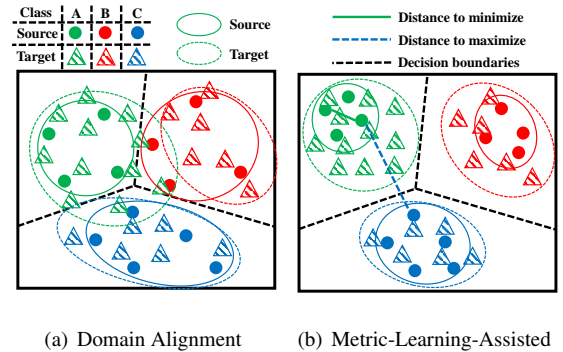 Class A B C
Source
Target
Source
Target
Distance to minimize
Distance to maximize
Decision boundaries
(a) Domain Alignment
(b) Metric-Learning-Assisted